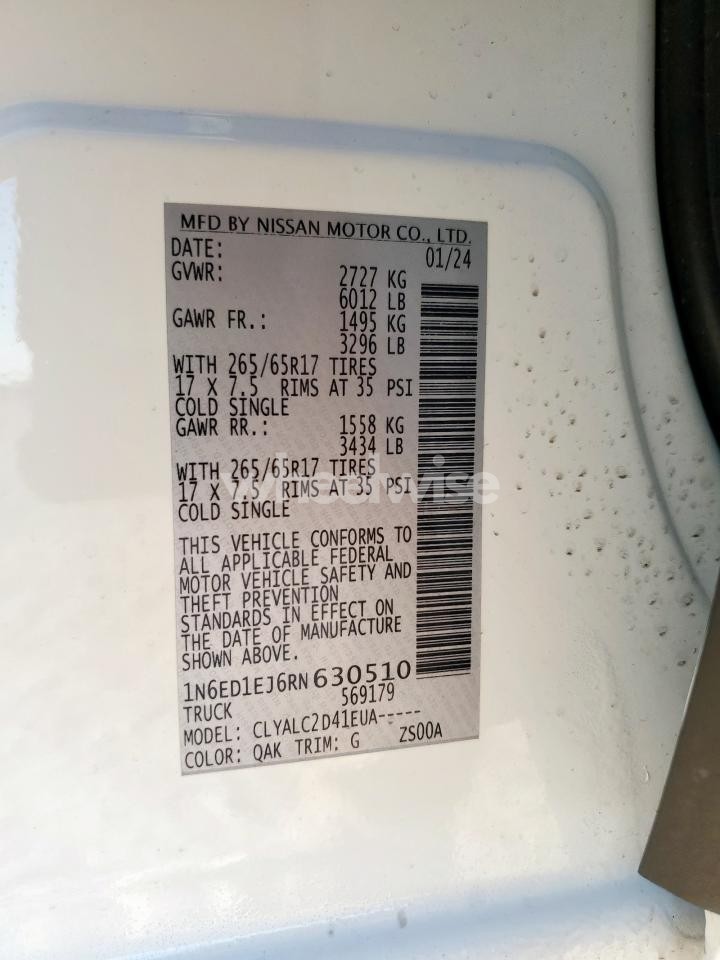 MFD BY NISSAN MOTOR CO., LTD.
DATE: 01/24
GVWR: 2727 KG
6012 LB
GAWR FR.: 1495 KG
3296 LB
WITH 265/65R17 TIRES
17 X 7.5 RIMS AT 35 PSI
COLD SINGLE
GAWR RR.: 1558 KG
3434 LB
WITH 265/65R17 TIRES
17 X 7.5 RIMS AT 35 PSI
COLD SINGLE
wheelwise
THIS VEHICLE CONFORMS TO
ALL APPLICABLE FEDERAL
MOTOR VEHICLE SAFETY AND
THEFT PREVENTION
STANDARDS IN EFFECT ON
THE DATE OF MANUFACTURE
SHOWN ABOVE.
1N6ED1EJ6RN630510
TRUCK 569179
MODEL: CLYALC2D41EUA-----
COLOR: QAK TRIM: G ZS00A